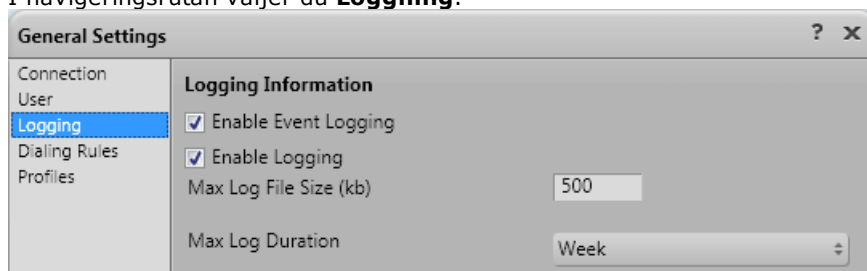 I navigeringsrutan väljer du Loggning.
General Settings ? x
Connection
User
Logging
Dialing Rules
Profiles
Logging Information
Enable Event Logging
Enable Logging
Max Log File Size (kb) 500
Max Log Duration Week